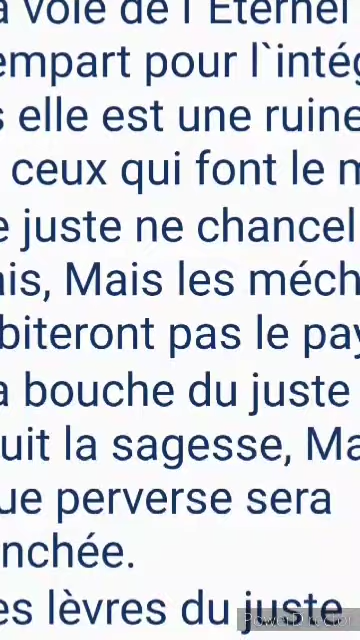 a voie de l`Éternel
empart pour l`intég
s elle est une ruine
ceux qui font le m
e juste ne chancel
ais, Mais les méch
biteront pas le pay
a bouche du juste
uit la sagesse, Ma
ue perverse sera
nchée.
es lèvres du juste
PowerDirector